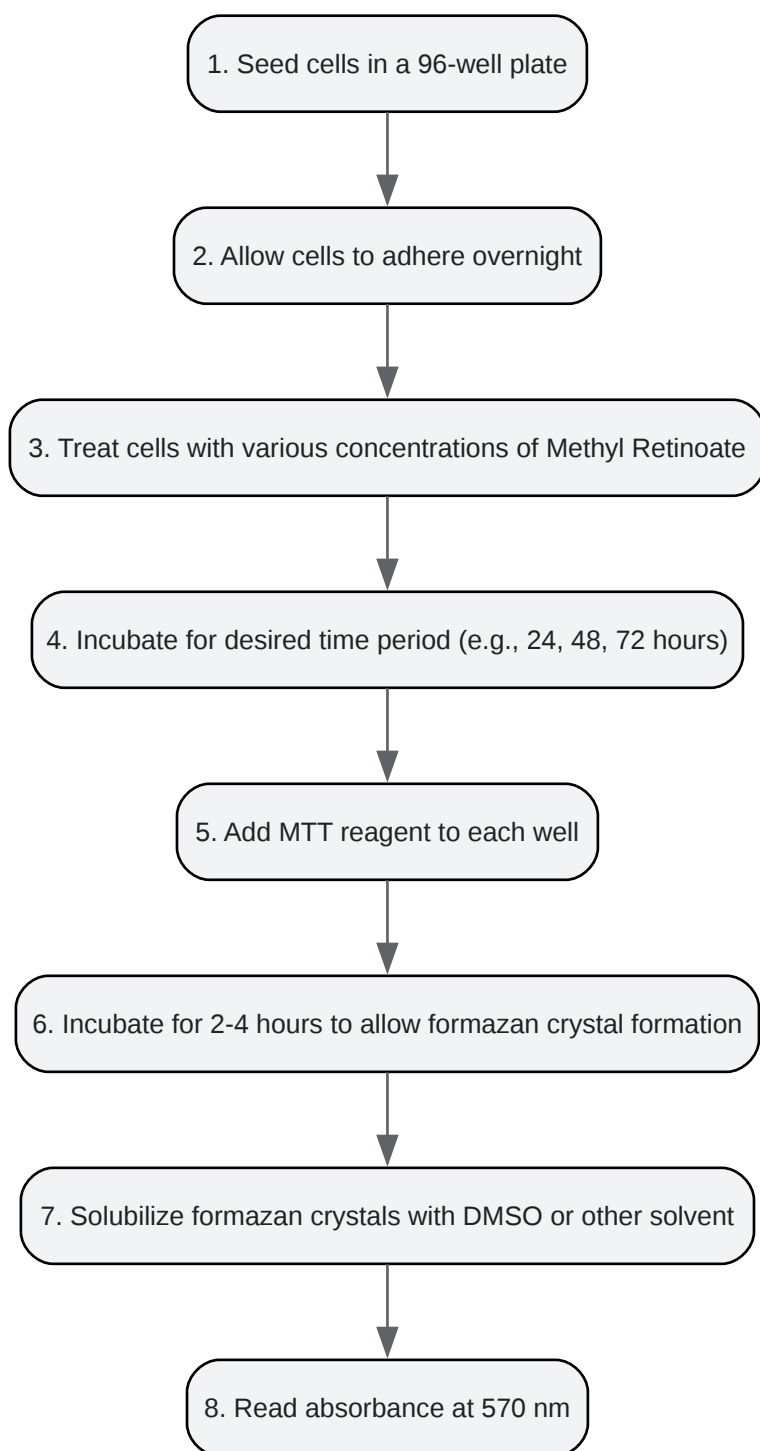 1. Seed cells in a 96-well plate
2. Allow cells to adhere overnight
3. Treat cells with various concentrations of Methyl Retinoate
4. Incubate for desired time period (e.g., 24, 48, 72 hours)
5. Add MTT reagent to each well
6. Incubate for 2-4 hours to allow formazan crystal formation
7. Solubilize formazan crystals with DMSO or other solvent
8. Read absorbance at 570 nm